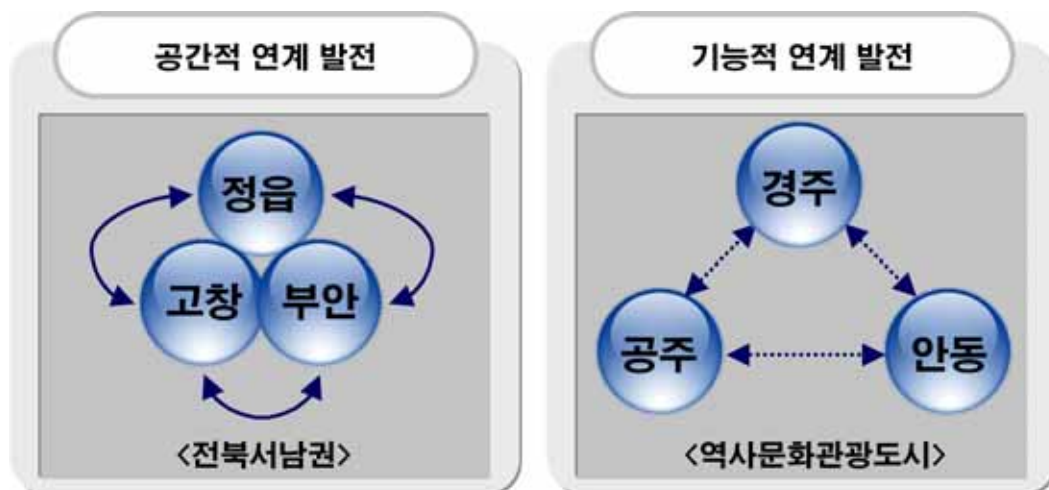 공간적 연계 발전
정읍
고창 부안
<전북서남권>
기능적 연계 발전
경주
공주 안동
<역사문화관광도시>